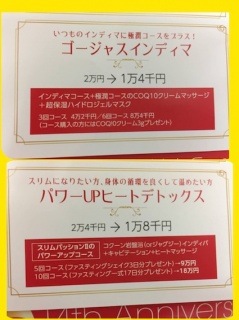 いつものインディマに極潤コースをプラス!
ゴージャスインディマ
2万円→1万4千円
インディマコース+極潤コースのCOQ10クリームマッサージ
+超保湿ハイドロジェルマスク
3回コース 4万2千円/6回コース 8万4千円
(コース購入の方にはCOQ10クリーム3gプレゼント)
スリムになりたい方、身体の循環を良くして温めたい方
パワーUPヒートデトックス
2万4千円→1万8千円
スリムパッションⅡの
パワーアップコース
コクーン岩盤浴(orジャグジー)インディバ
+キャビテーション+ヒートマッサージ
5回コース(ファスティングシェイク3日分プレゼント)→9万円
10回コース(ファスティング一式17日分プレゼント)→18万円
14th Annivers